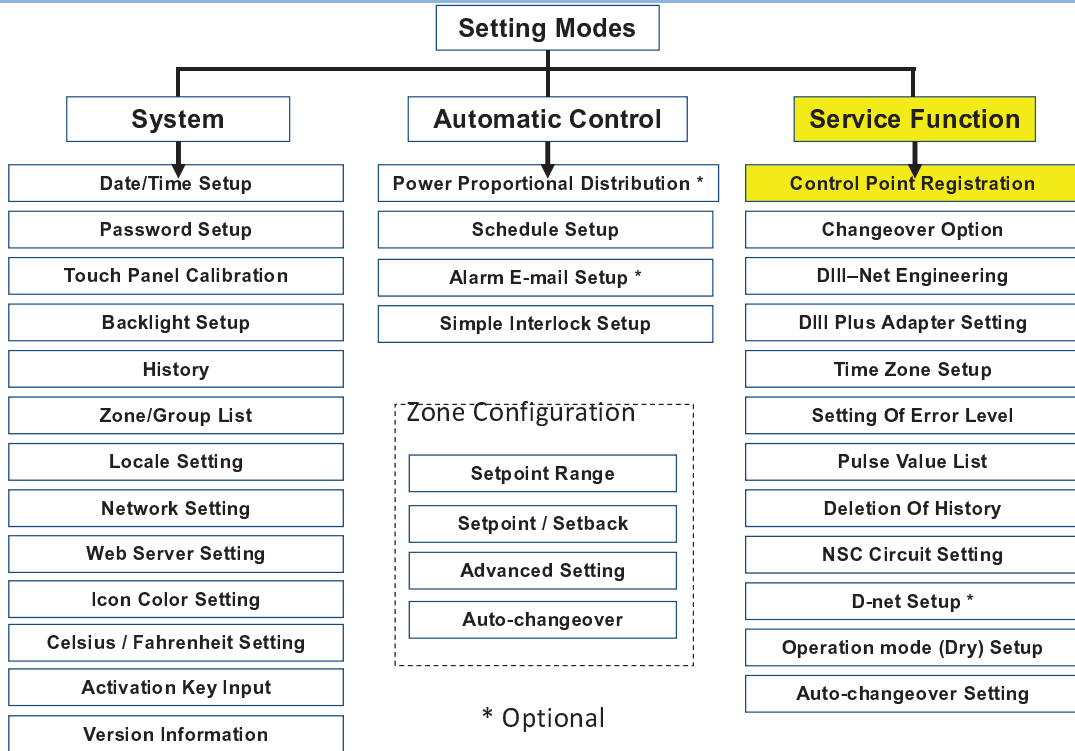 Setting Modes
System
Date/Time Setup
Password Setup
Touch Panel Calibration
Backlight Setup
History
Zone/Group List
Locale Setting
Network Setting
Web Server Setting
Icon Color Setting
Celsius / Fahrenheit Setting
Activation Key Input
Version Information
Automatic Control
Power Proportional Distribution *
Schedule Setup
Alarm E-mail Setup *
Simple Interlock Setup
Zone Configuration
Setpoint Range
Setpoint / Setback
Advanced Setting
Auto-changeover
* Optional
Service Function
Control Point Registration
Changeover Option
DIII–Net Engineering
DIII Plus Adapter Setting
Time Zone Setup
Setting Of Error Level
Pulse Value List
Deletion Of History
NSC Circuit Setting
D-net Setup *
Operation mode (Dry) Setup
Auto-changeover Setting